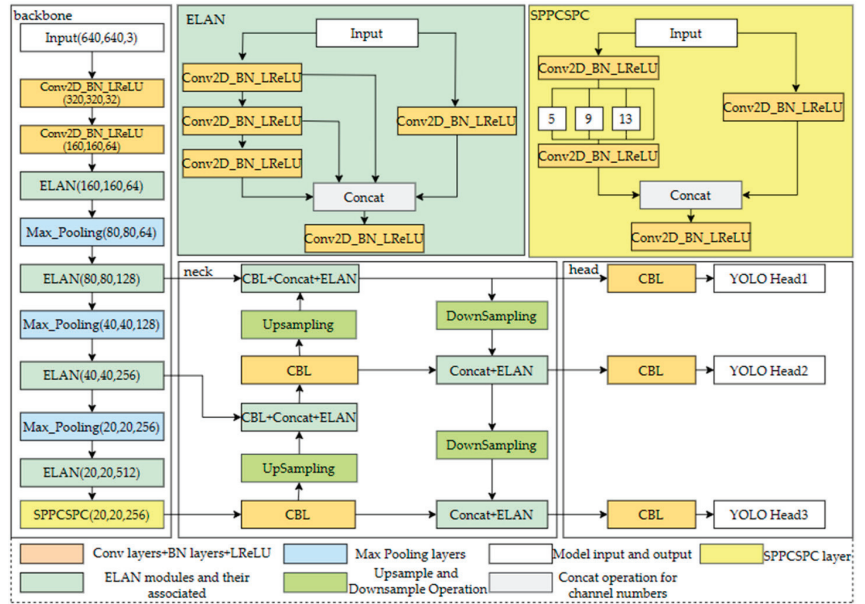 backbone
Input(640,640,3)
Conv2D_BN_LReLU
(320,320,32)
Conv2D_BN_LReLU
(160,160,64)
ELAN(160,160,64)
Max_Pooling(80,80,64)
ELAN(80,80,128)
Max_Pooling(40,40,128)
ELAN(40,40,256)
Max_Pooling(20,20,256)
ELAN(20,20,512)
SPPCSPC(20,20,256)
ELAN
Input
Conv2D_BN_LReLU
Conv2D_BN_LReLU
Conv2D_BN_LReLU
Conv2D_BN_LReLU
Concat
Conv2D_BN_LReLU
SPPCSPC
Input
Conv2D_BN_LReLU
5
9
13
Conv2D_BN_LReLU
Conv2D_BN_LReLU
Concat
Conv2D_BN_LReLU
neck
CBL+Concat+ELAN
Upsampling
CBL
CBL+Concat+ELAN
UpSampling
CBL
DownSampling
Concat+ELAN
DownSampling
Concat+ELAN
head
CBL
YOLO Head1
CBL
YOLO Head2
CBL
YOLO Head3
Conv layers+BN layers+LReLU
Max Pooling layers
Model input and output
SPPCSPC layer
ELAN modules and their
associated
Upsample and
Downsample Operation
Concat operation for
channel numbers